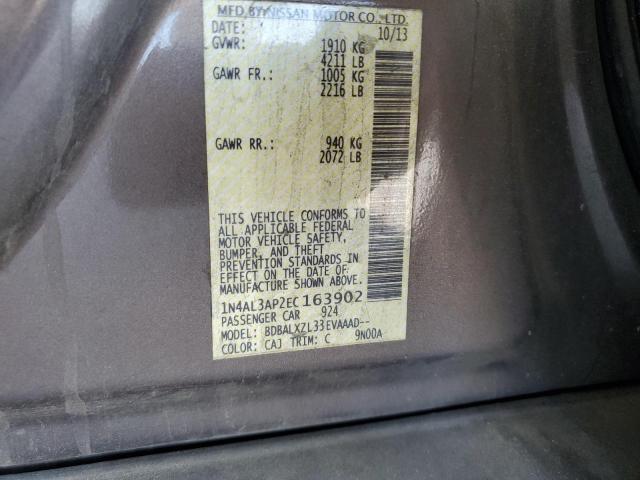 MFD.BY:NISSAN MOTOR CO.,LTD.
DATE: 10/13
GVWR: 1910 KG
4211 LB
GAWR FR.: 1005 KG
2216 LB
GAWR RR.: 940 KG
2072 LB
THIS VEHICLE CONFORMS TO
ALL APPLICABLE FEDERAL
MOTOR VEHICLE SAFETY,
BUMPER, AND THEFT
PREVENTION STANDARDS IN
EFFECT ON THE DATE OF
MANUFACTURE SHOWN ABOVE.
1N4AL3AP2EC163902
PASSENGER CAR 924
MODEL: BDBALXZL33EVAAAD--
COLOR: CAJ TRIM: C 9N00A